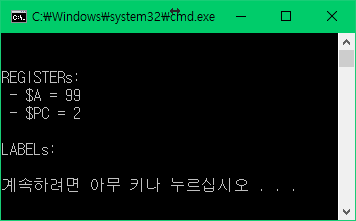 C:₩Windows₩system32₩cmd.exe
REGISTERs:
- $A = 99
- $PC = 2
LABELs:
계속하려면 아무 키나 누르십시오 . . .